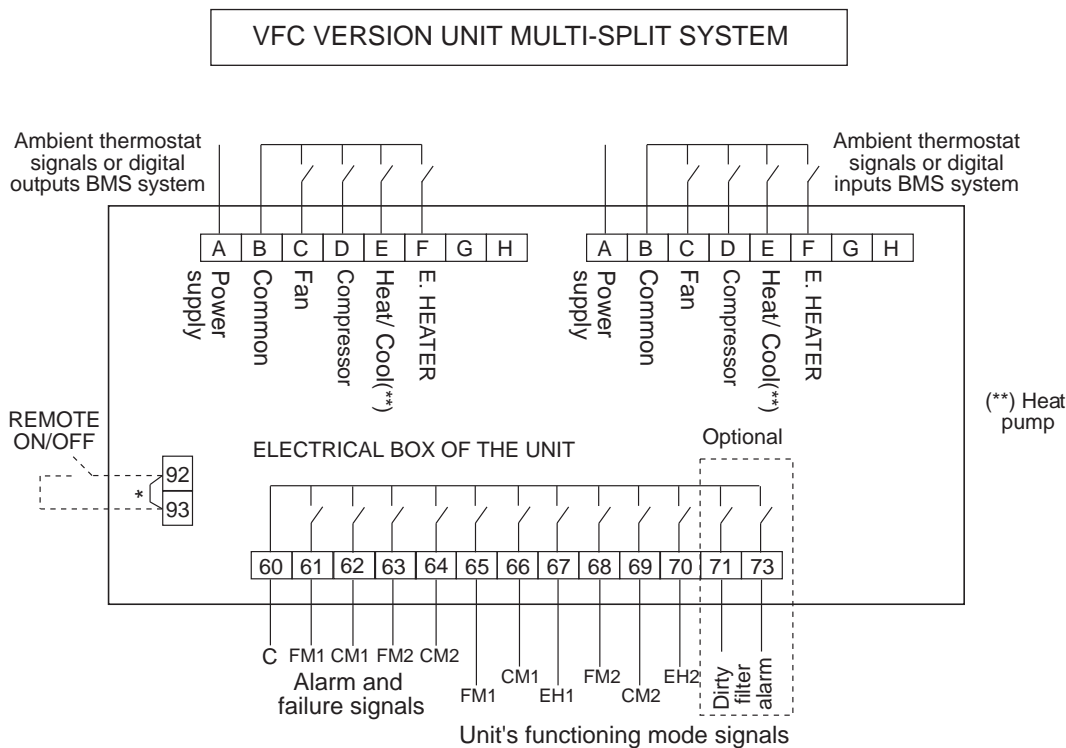 VFC VERSION UNIT MULTI-SPLIT SYSTEM
Ambient thermostat
signals or digital
outputs BMS system
Ambient thermostat
signals or digital
inputs BMS system
A B C D E F G H
Power
supply
Common
Fan
Compressor
Heat/ Cool(**)
E. HEATER
A B C D E F G H
Power
supply
Common
Fan
Compressor
Heat/ Cool(**)
E. HEATER
(**) Heat
pump
REMOTE
ON/OFF
92
*
93
ELECTRICAL BOX OF THE UNIT
Optional
60 61 62 63 64 65 66 67 68 69 70 71 73
C FM1 CM1 FM2 CM2
Alarm and
failure signals
FM1 CM1 EH1 FM2 CM2 EH2
Dirty
filter
alarm
Unit's functioning mode signals